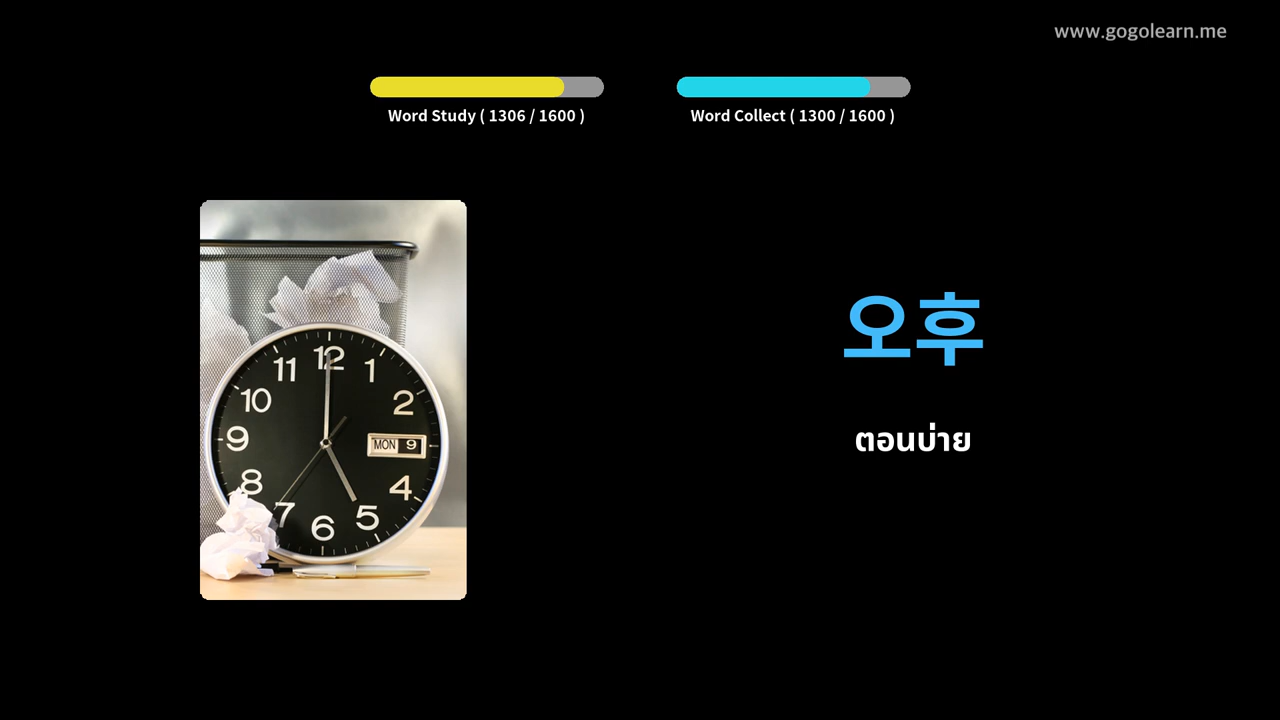 www.gogolearn.me
Word Study ( 1306 / 1600 )
Word Collect ( 1300 / 1600 )
오후
ตอนบ่าย
12
11
1
10
2
9
MON 9
8
4
7
5
6